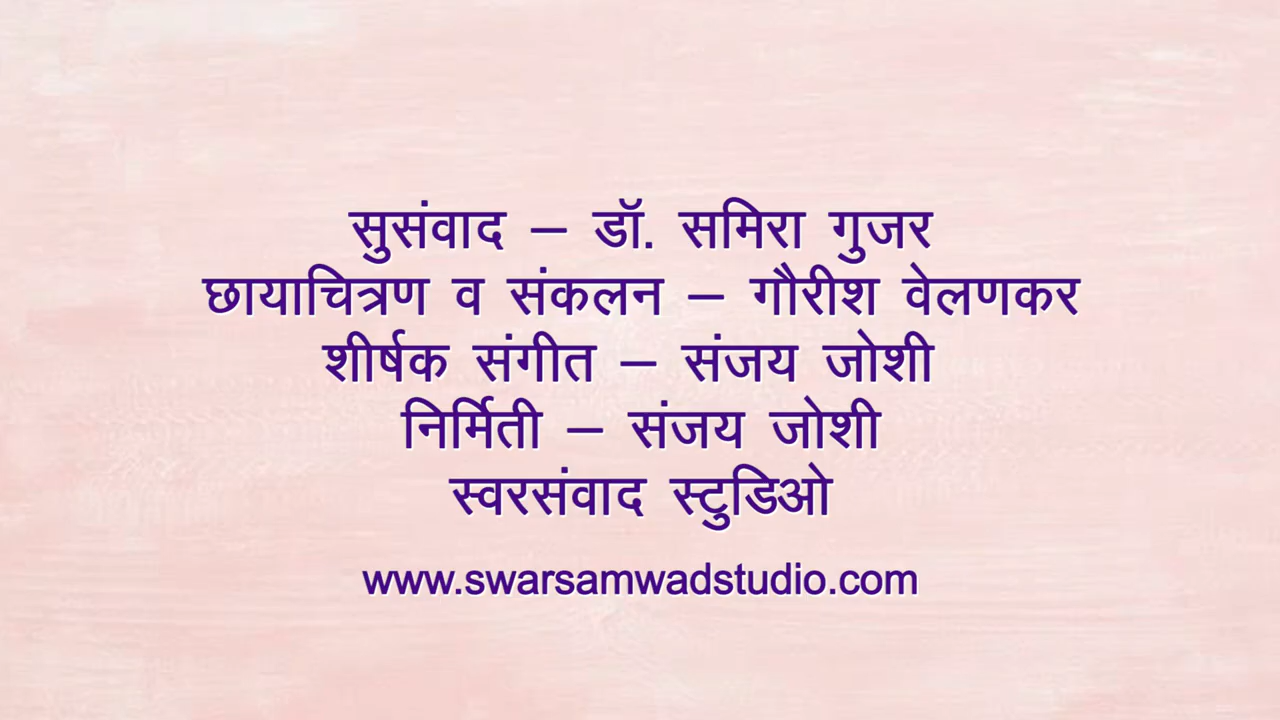 सुसंवाद – डॉ. समिरा गुजर
छायाचित्रण व संकलन – गौरीश वेलणकर
शीर्षक संगीत – संजय जोशी
निर्मिती – संजय जोशी
स्वरसंवाद स्टुडिओ
www.swarsamwadstudio.com